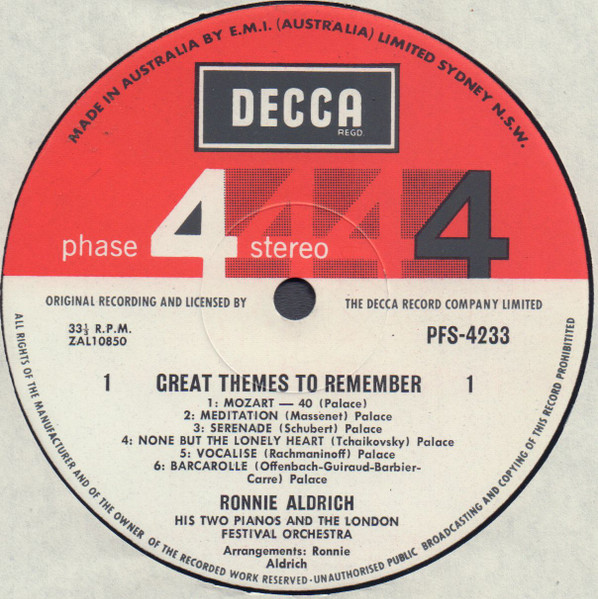 MADE IN AUSTRALIA BY E.M.I. (AUSTRALIA) LIMITED SYDNEY N.S.W.
DECCA
REGD
phase 4 stereo 4 4 4
ORIGINAL RECORDING AND LICENSED BY THE DECCA RECORD COMPANY LIMITED
33⅓ R.P.M.
ZAL10850
PFS-4233
1 GREAT THEMES TO REMEMBER 1
1: MOZART — 40 (Palace)
2: MEDITATION (Massenet) Palace
3: SERENADE (Schubert) Palace
4: NONE BUT THE LONELY HEART (Tchaikovsky) Palace
5: VOCALISE (Rachmaninoff) Palace
6: BARCAROLLE (Offenbach-Guiraud-Barbier-
Carre) Palace
RONNIE ALDRICH
HIS TWO PIANOS AND THE LONDON
FESTIVAL ORCHESTRA
Arrangements: Ronnie
Aldrich
ALL RIGHTS OF THE MANUFACTURER AND OF THE OWNER OF THE RECORDED WORK RESERVED-UNAUTHORISED PUBLIC BROADCASTING AND COPYING OF THIS RECORD PROHIBITITED